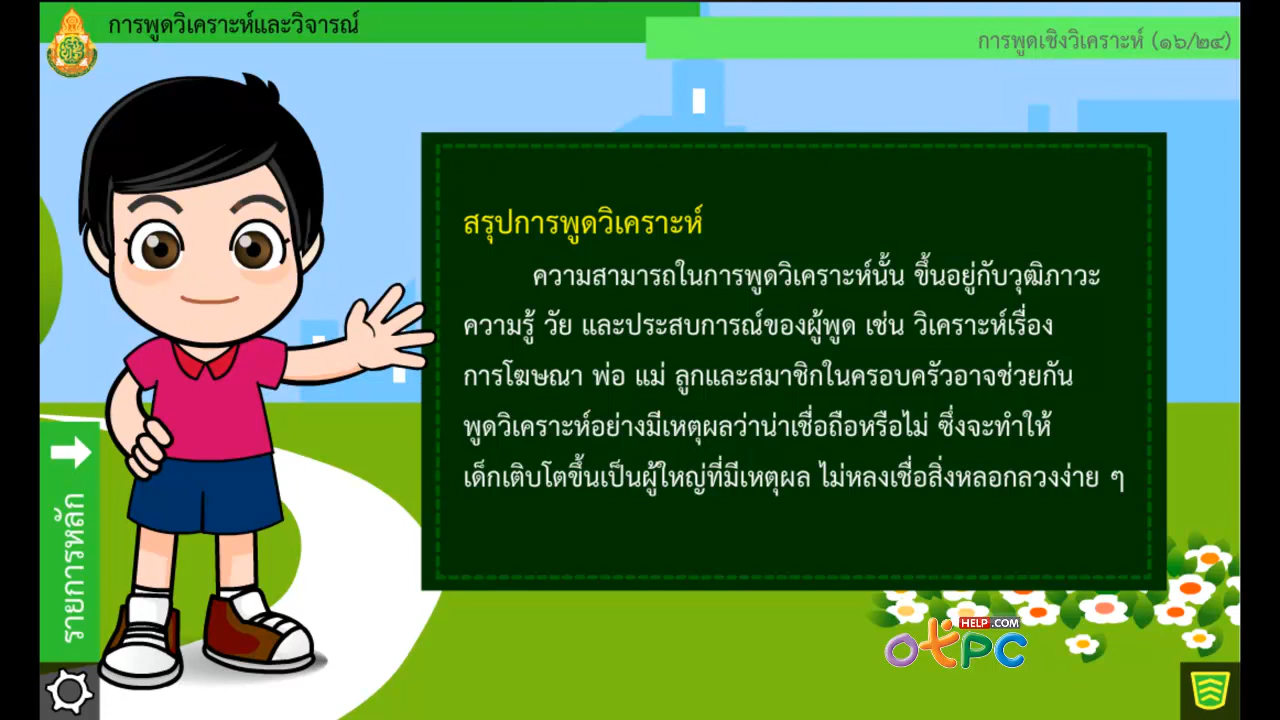 การพูดวิเคราะห์และวิจารณ์
การพูดเชิงวิเคราะห์ (๑๖/๒๔)
สรุปการพูดวิเคราะห์
ความสามารถในการพูดวิเคราะห์นั้น ขึ้นอยู่กับวุฒิภาวะ
ความรู้ วัย และประสบการณ์ของผู้พูด เช่น วิเคราะห์เรื่อง
การโฆษณา พ่อ แม่ ลูกและสมาชิกในครอบครัวอาจช่วยกัน
พูดวิเคราะห์อย่างมีเหตุผลว่าน่าเชื่อถือหรือไม่ ซึ่งจะทำให้
เด็กเติบโตขึ้นเป็นผู้ใหญ่ที่มีเหตุผล ไม่หลงเชื่อสิ่งหลอกลวงง่าย ๆ
รายการหลัก
HELP.COM
otpc